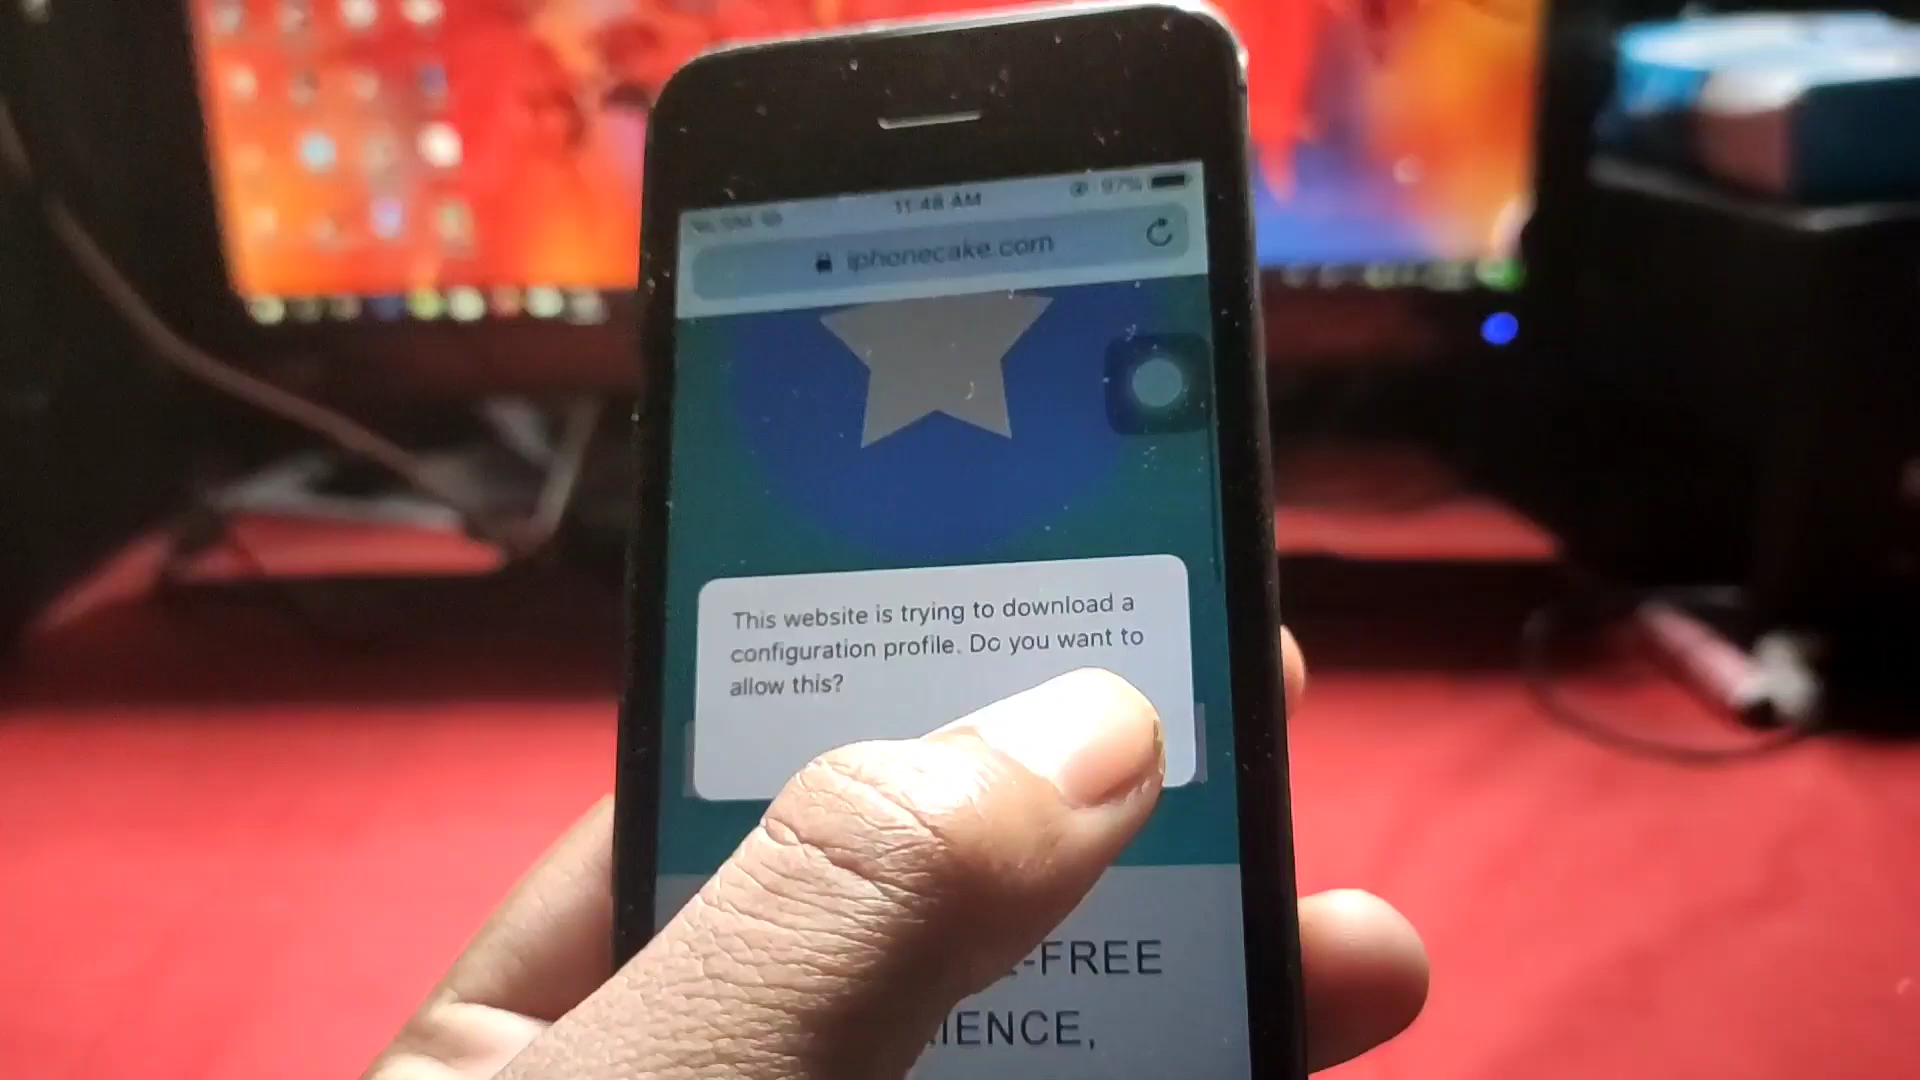 11:48 AM
97%
iphonecake.com
This website is trying to download a
configuration profile. Do you want to
allow this?
-FREE
IENCE,